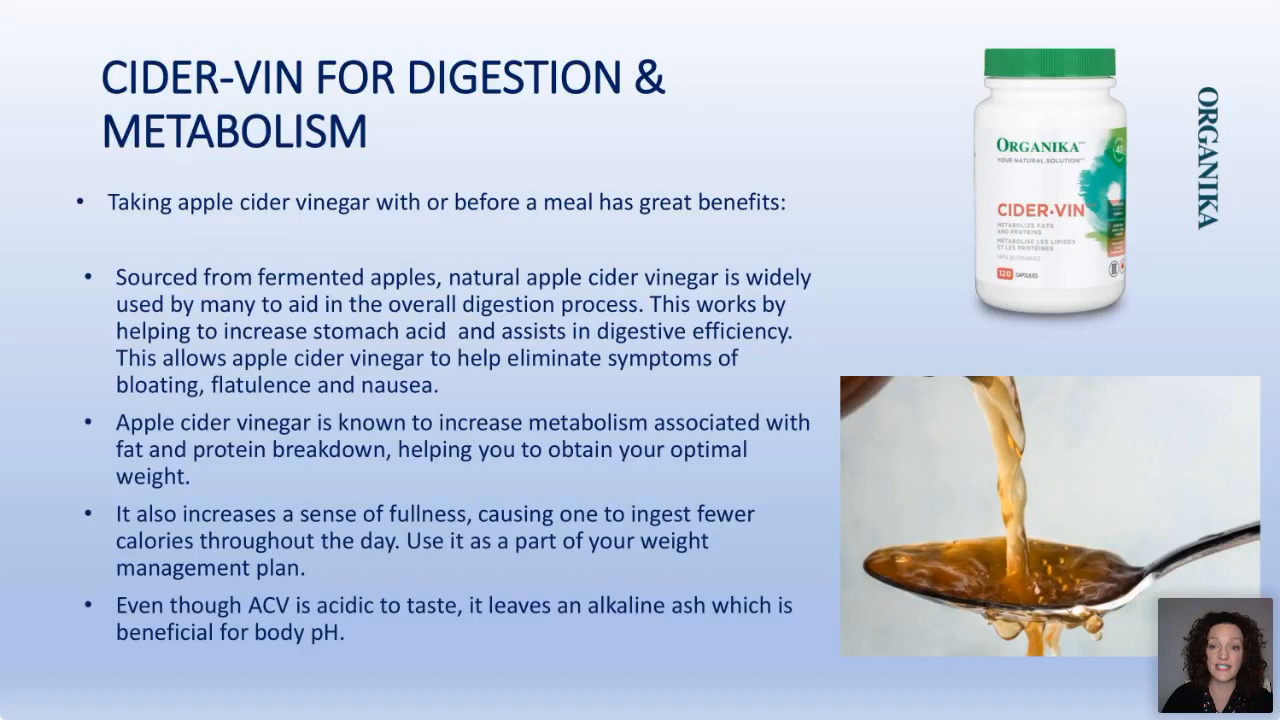 CIDER-VIN FOR DIGESTION &
METABOLISM
• Taking apple cider vinegar with or before a meal has great benefits:
• Sourced from fermented apples, natural apple cider vinegar is widely
used by many to aid in the overall digestion process. This works by
helping to increase stomach acid  and assists in digestive efficiency.
This allows apple cider vinegar to help eliminate symptoms of
bloating, flatulence and nausea.
• Apple cider vinegar is known to increase metabolism associated with
fat and protein breakdown, helping you to obtain your optimal
weight.
• It also increases a sense of fullness, causing one to ingest fewer
calories throughout the day. Use it as a part of your weight
management plan.
• Even though ACV is acidic to taste, it leaves an alkaline ash which is
beneficial for body pH.
ORGANIKA
YOUR NATURAL SOLUTION
CIDER·VIN
METABOLIZE FATS
AND PROTEINS
MÉTABOLISE LES LIPIDES
ET LES PROTÉINES
120 CAPSULES
ORGANIKA